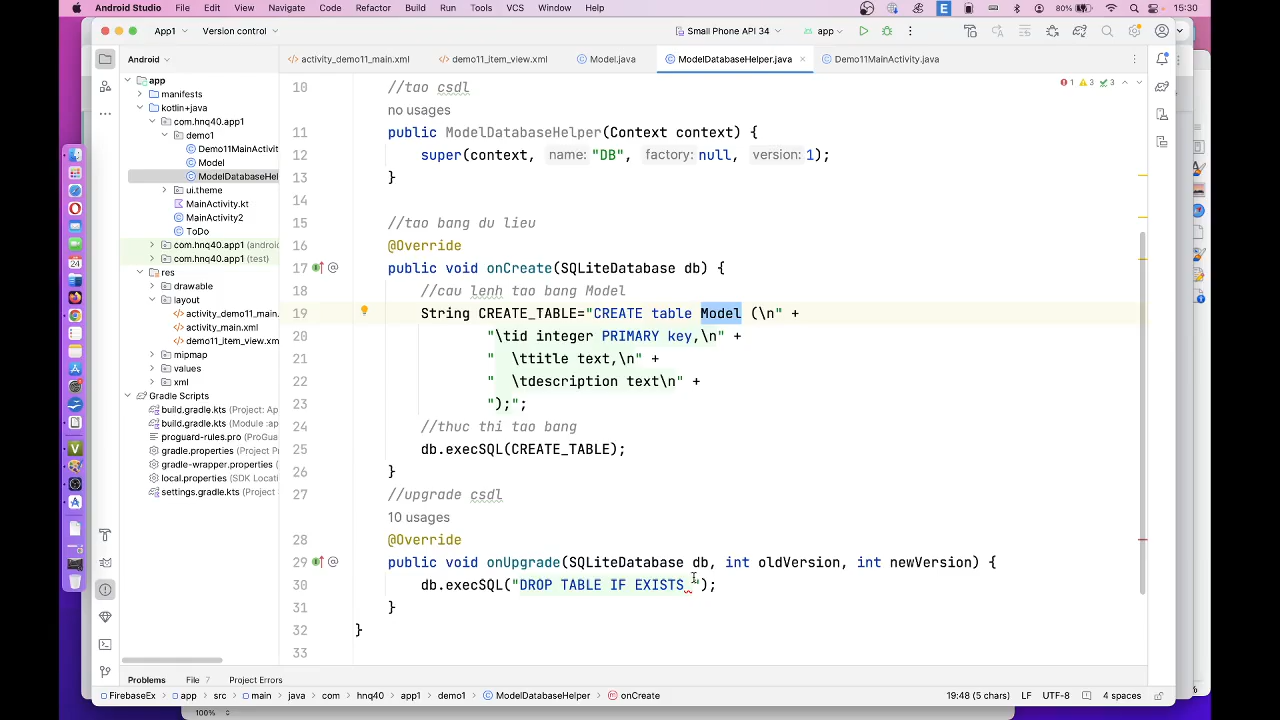 Android Studio File Edit View Navigate Code Refactor Build Run Tools VCS Window Help 80% 15:30
App1 Version control Small Phone API 34 app
Android activity_demo11_main.xml demo11_item_view.xml Model.java ModelDatabaseHelper.java Demo11MainActivity.java
app
manifests
kotlin+java
com.hnq40.app1
demo1
Demo11MainActivit
Model
ModelDatabaseHel
ui.theme
MainActivity.kt
MainActivity2
ToDo
com.hnq40.app1 (androi
com.hnq40.app1 (test)
res
drawable
layout
activity_demo11_main.
activity_main.xml
demo11_item_view.xm
mipmap
values
xml
Gradle Scripts
build.gradle.kts (Project: Ap
build.gradle.kts (Module :ap
proguard-rules.pro (ProGua
gradle.properties (Project P
gradle-wrapper.properties
local.properties (SDK Locati
settings.gradle.kts (Project
1 3 3
10 //tao csdl
no usages
11 public ModelDatabaseHelper(Context context) {
12 super(context, name: "DB", factory: null, version: 1);
13 }
14
15 //tao bang du lieu
16 @Override
17 public void onCreate(SQLiteDatabase db) {
18 //cau lenh tao bang Model
19 String CREATE_TABLE="CREATE table Model (\n" +
20 "\tid integer PRIMARY key,\n" +
21 " \ttitle text,\n" +
22 " \tdescription text\n" +
23 ");";
24 //thuc thi tao bang
25 db.execSQL(CREATE_TABLE);
26 }
27 //upgrade csdl
10 usages
28 @Override
29 public void onUpgrade(SQLiteDatabase db, int oldVersion, int newVersion) {
30 db.execSQL("DROP TABLE IF EXISTS ");
31 }
32 }
33
Problems File 7 Project Errors
FirebaseEx app src main java com hnq40 app1 demo1 ModelDatabaseHelper onCreate 19:48 (5 chars) LF UTF-8 4 spaces
100%